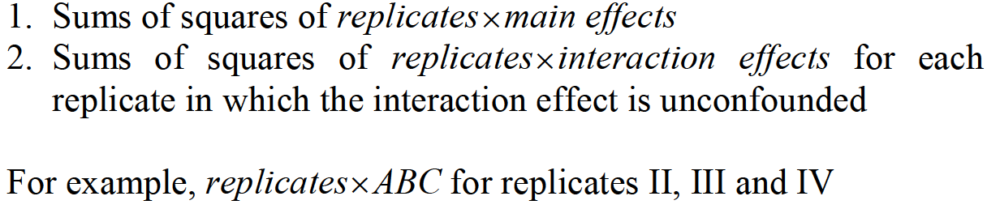 1. Sums of squares of replicates×main effects
2. Sums of squares of replicates×interaction effects for each
replicate in which the interaction effect is unconfounded
For example, replicates×ABC for replicates II, III and IV